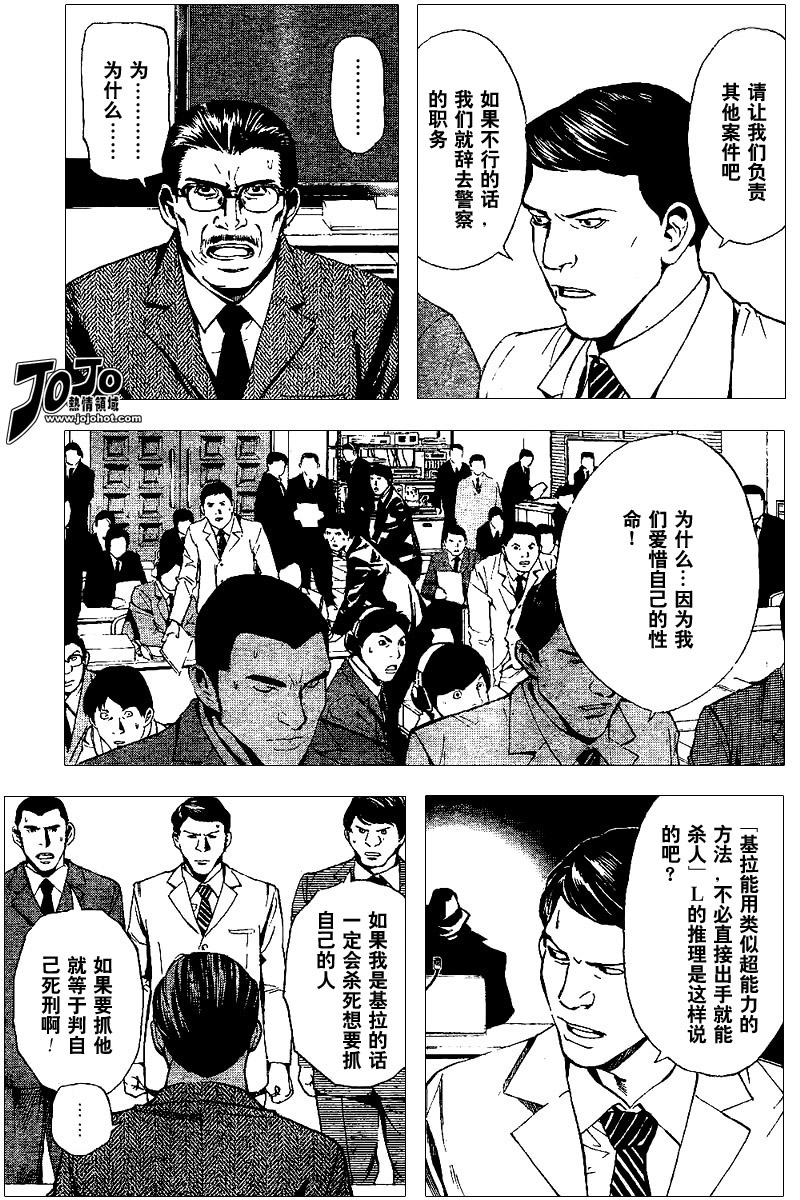 请让我们负责
其他案件吧
如果不行的话，
我们就辞去警察
的职务
…………
为…………
为什么……
JOJO
熱情領域
www.jojohot.com
为什么…因为我
们爱惜自己的性
命！
「基拉能用类似超能力的
方法，不必直接出手就能
杀人」L的推理是这样说
的吧？
如果我是基拉的话
一定会杀死想要抓
自己的人
如果要抓他
就等于判自
己死刑啊！
……